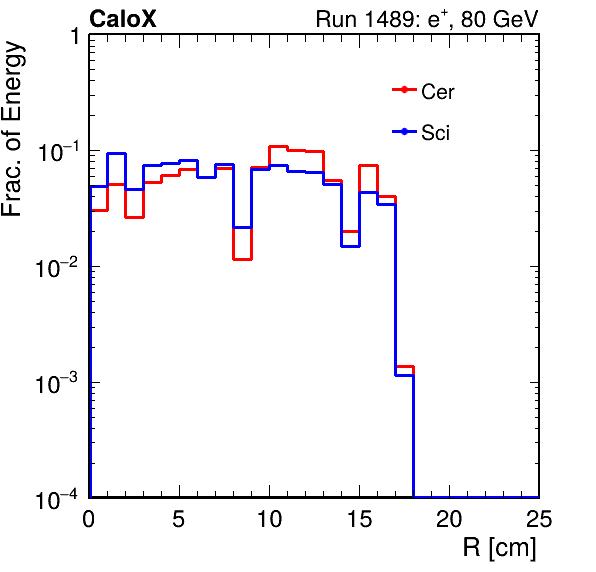 CaloX Run 1489: e⁺, 80 GeV
Frac. of Energy
1
10⁻¹
10⁻²
10⁻³
10⁻⁴
Cer
Sci
0 5 10 15 20 25
R [cm]